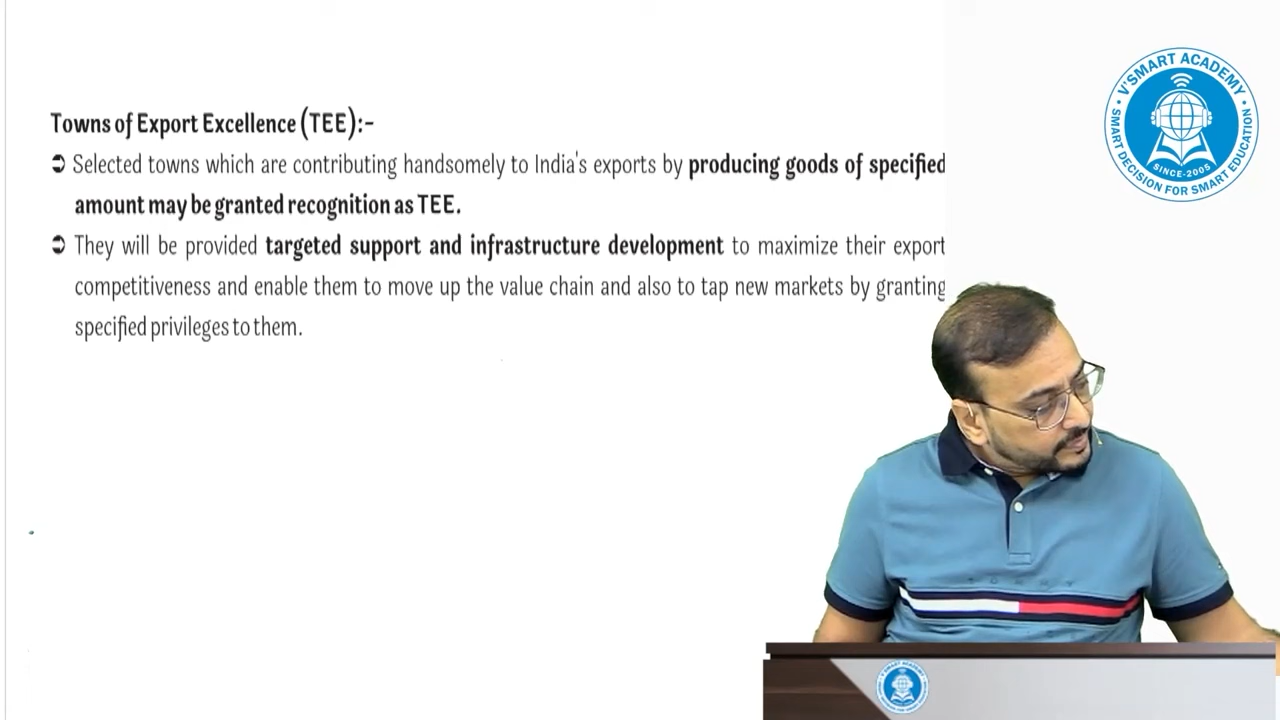 Towns of Export Excellence (TEE):-
➲ Selected towns which are contributing handsomely to India's exports by producing goods of specified
amount may be granted recognition as TEE.
➲ They will be provided targeted support and infrastructure development to maximize their export
competitiveness and enable them to move up the value chain and also to tap new markets by granting
specified privileges to them.
V'SMART ACADEMY
SINCE-2005
SMART DECISION FOR SMART EDUCATION
TOMMY